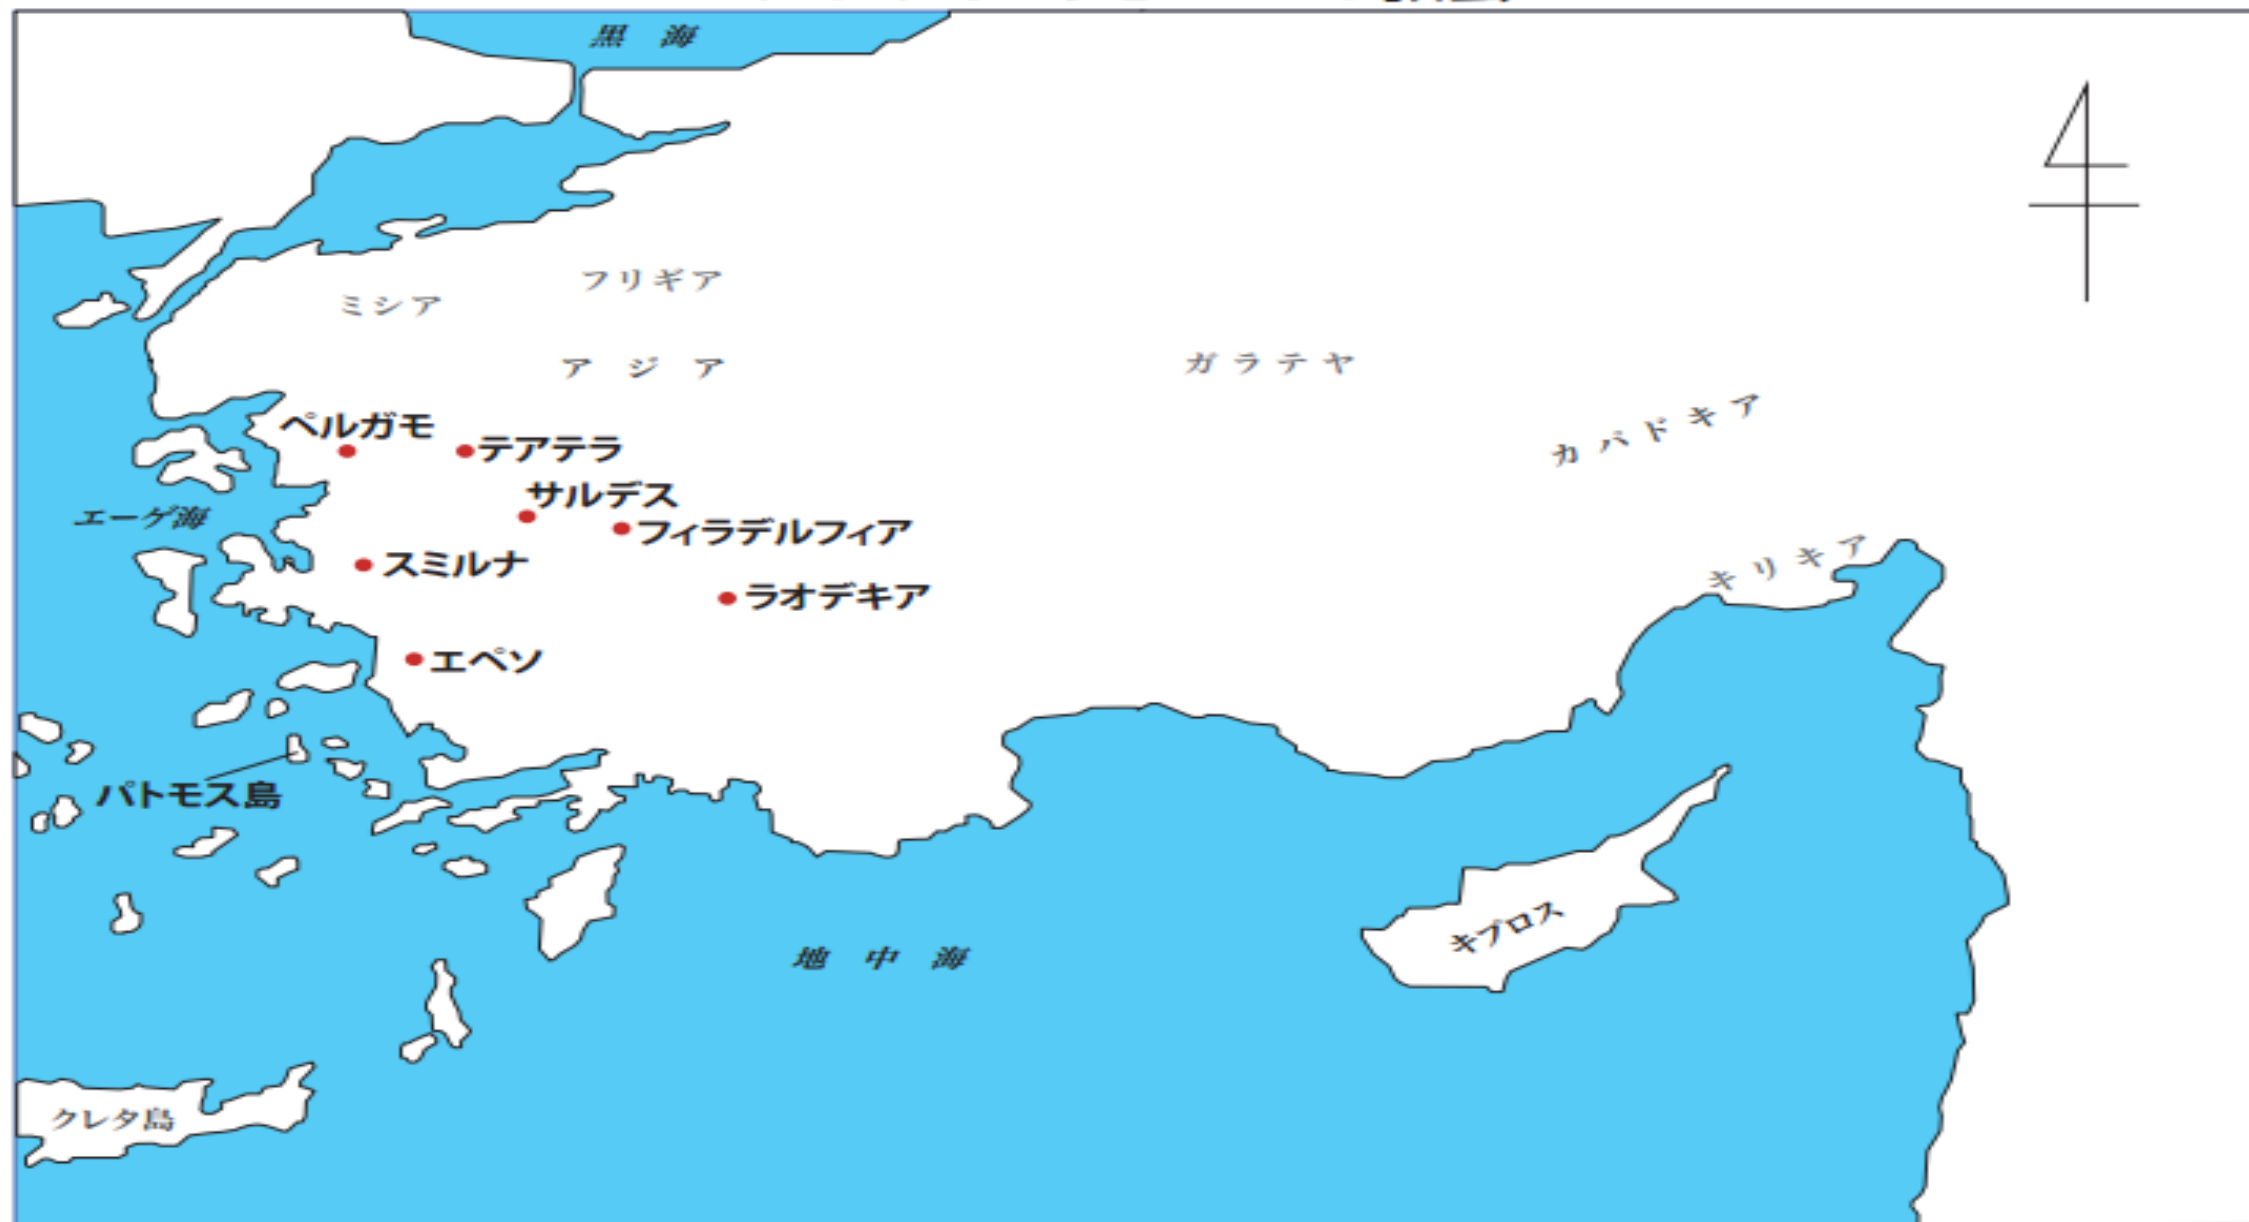 黒海
フリギア
ミシア
アジア
ガラテヤ
カパドキア
ペルガモ
テアテラ
サルデス
エーゲ海
フィラデルフィア
キリキア
スミルナ
ラオデキア
エペソ
パトモス島
キプロス
地中海
クレタ島